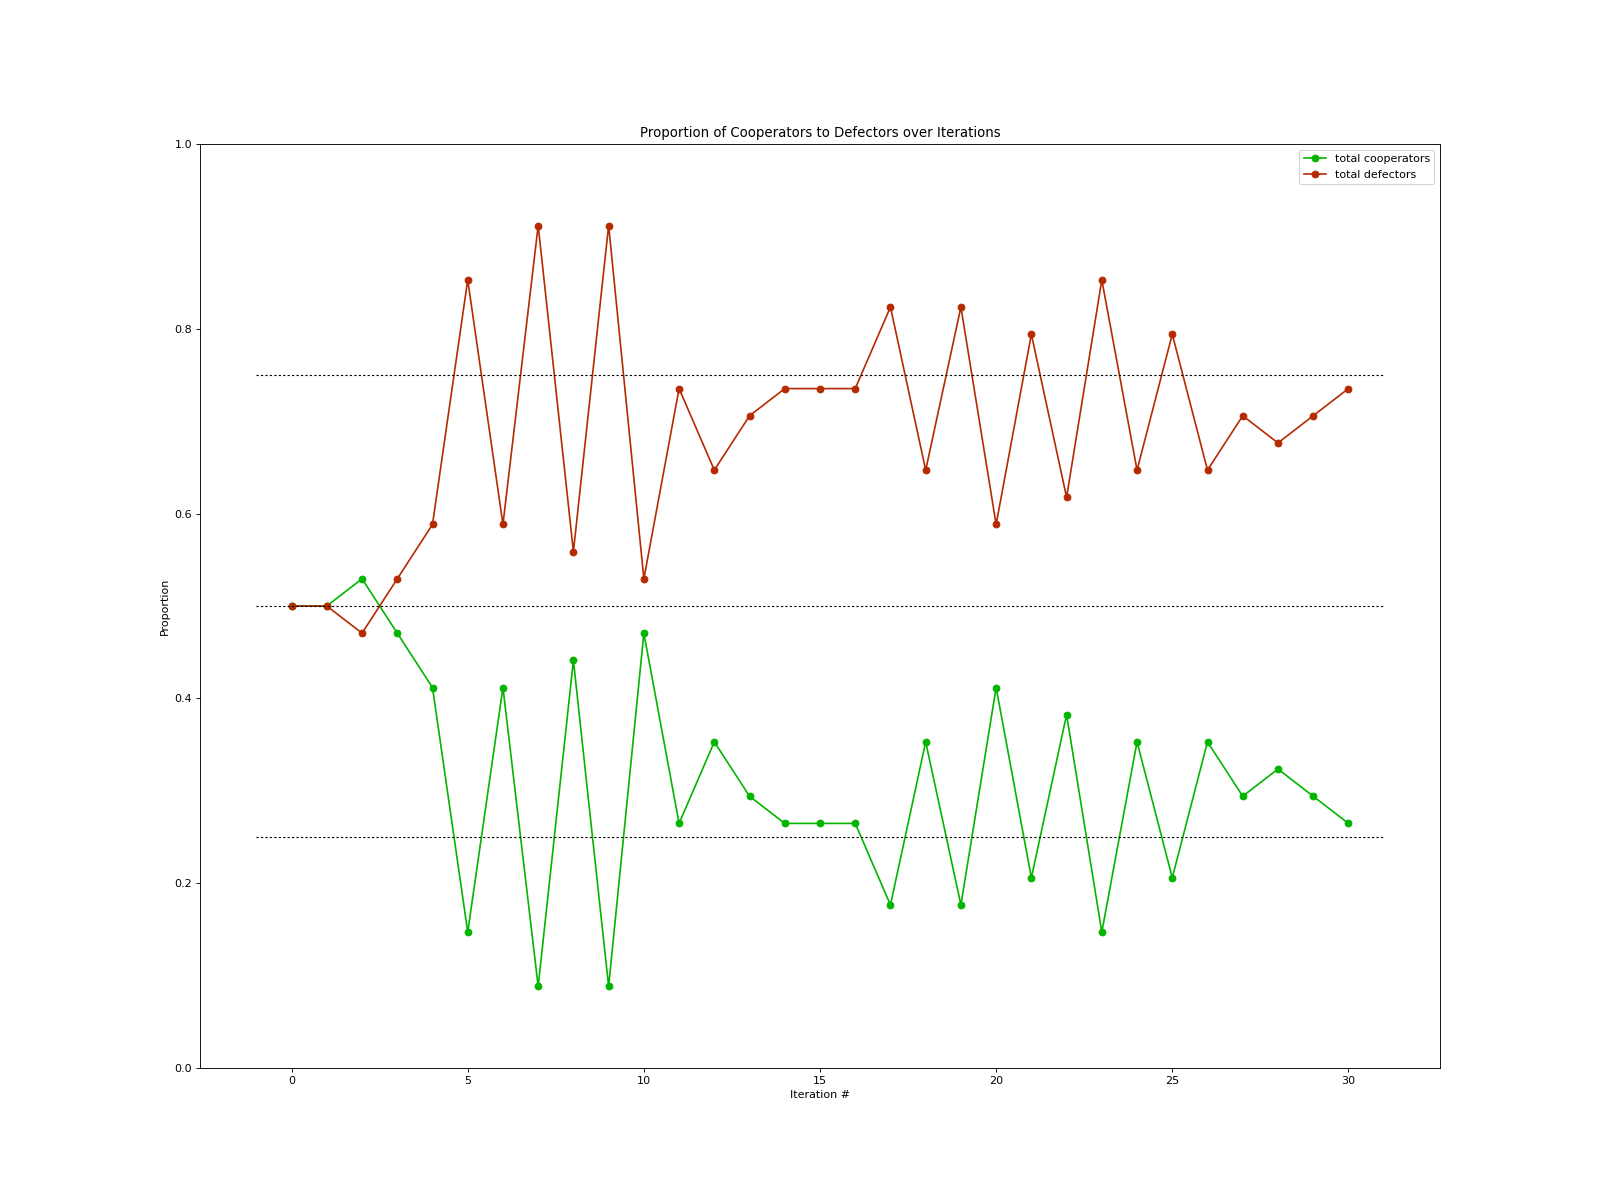 Proportion of Cooperators to Defectors over Iterations
total cooperators
total defectors
Proportion
1.0
0.8
0.6
0.4
0.2
0.0
0 5 10 15 20 25 30
Iteration #